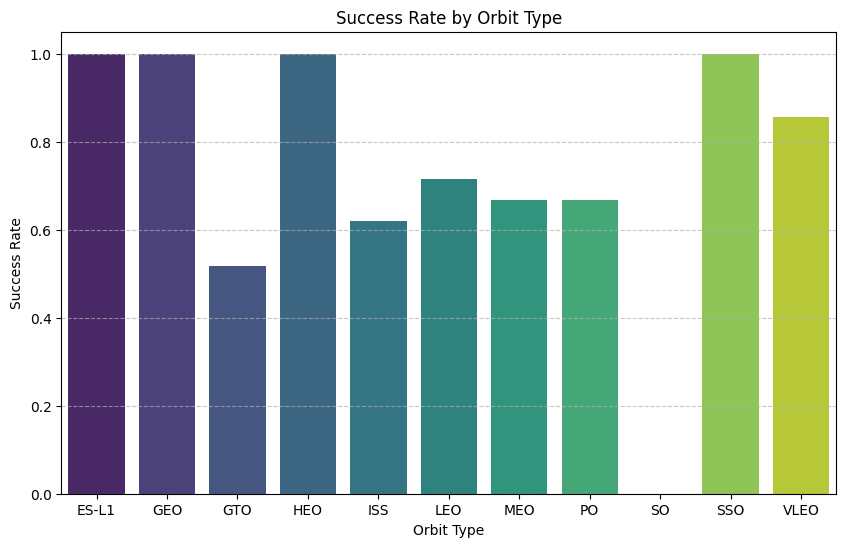 Success Rate by Orbit Type
Success Rate
1.0
0.8
0.6
0.4
0.2
0.0
ES-L1 GEO GTO HEO ISS LEO MEO PO SO SSO VLEO
Orbit Type